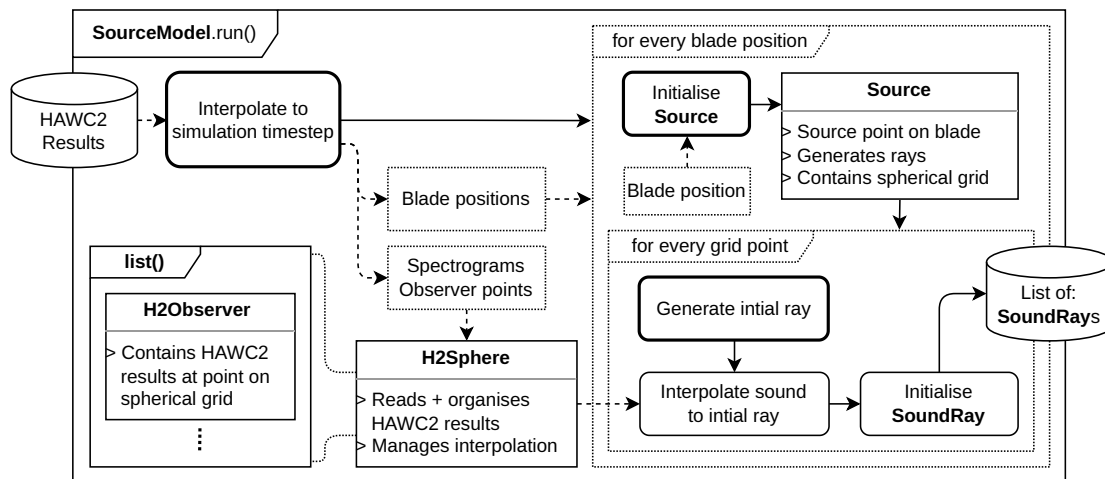 SourceModel.run()
HAWC2
Results
Interpolate to
simulation timestep
Blade positions
Spectrograms
Observer points
list()
H2Observer
> Contains HAWC2
results at point on
spherical grid
H2Sphere
> Reads + organises
HAWC2 results
> Manages interpolation
for every blade position
Initialise
Source
Blade position
Source
> Source point on blade
> Generates rays
> Contains spherical grid
for every grid point
Generate intial ray
Interpolate sound
to intial ray
Initialise
SoundRay
List of:
SoundRays